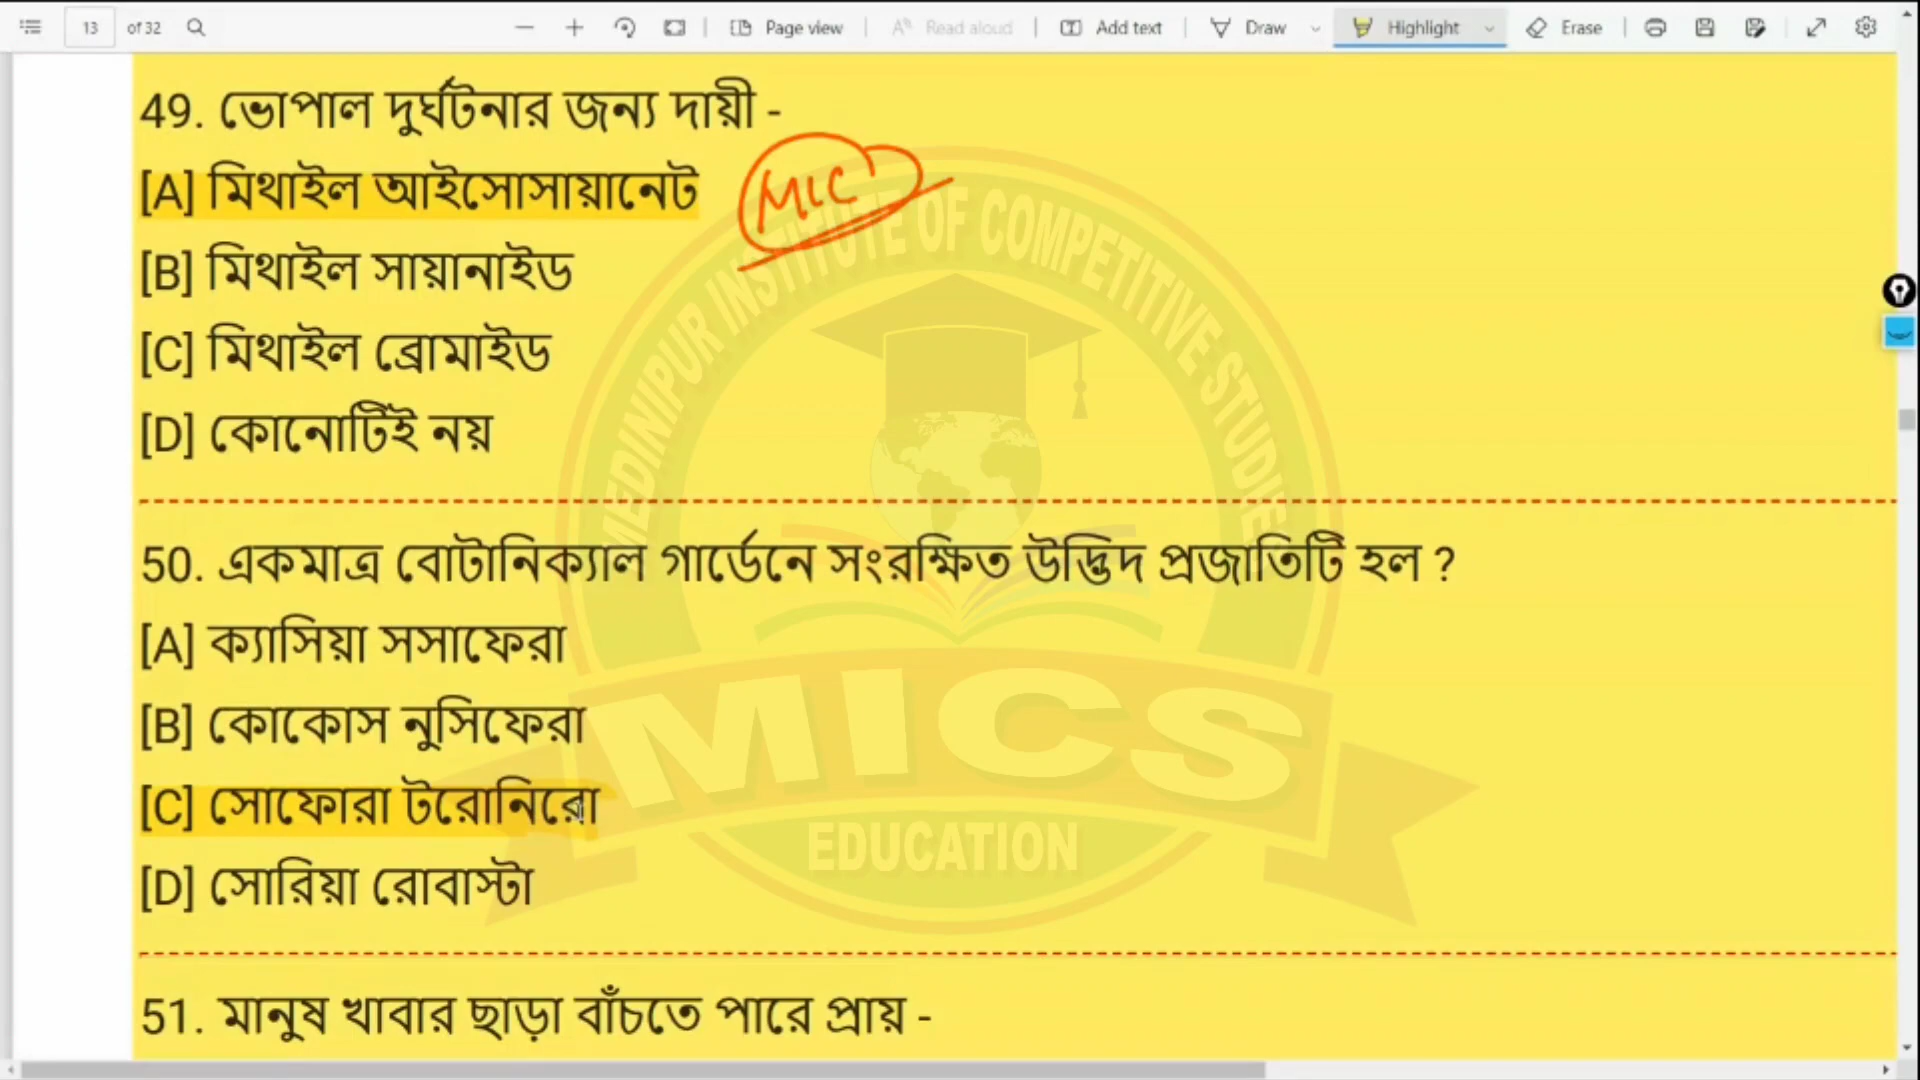 13 of 32 Page view Read aloud Add text Draw Highlight Erase
49. ভোপাল দুর্ঘটনার জন্য দায়ী -
[A] মিথাইল আইসোসায়ানেট MIC
[B] মিথাইল সায়ানাইড
[C] মিথাইল ব্রোমাইড
[D] কোনোটিই নয়
50. একমাত্র বোটানিক্যাল গার্ডেনে সংরক্ষিত উদ্ভিদ প্রজাতিটি হল ?
[A] ক্যাসিয়া সসাফেরা
[B] কোকোস নুসিফেরা
[C] সোফোরা টরোনিরো
[D] সোরিয়া রোবাস্টা
51. মানুষ খাবার ছাড়া বাঁচতে পারে প্রায় -
MEDINIPUR INSTITUTE OF COMPETITIVE STUDIES
MICS
EDUCATION